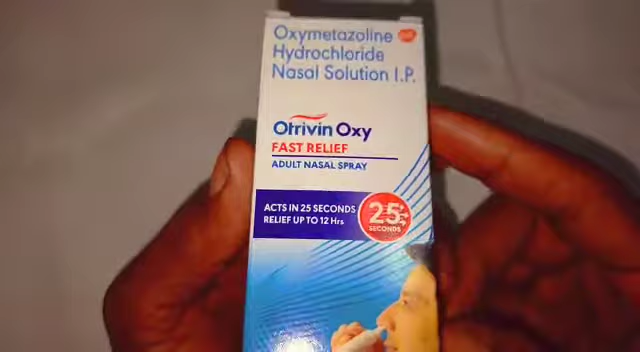 Oxymetazoline
Hydrochloride
Nasal Solution I.P.
Otrivin Oxy
FAST RELIEF
ADULT NASAL SPRAY
ACTS IN 25 SECONDS
RELIEF UP TO 12 Hrs
25
SECONDS